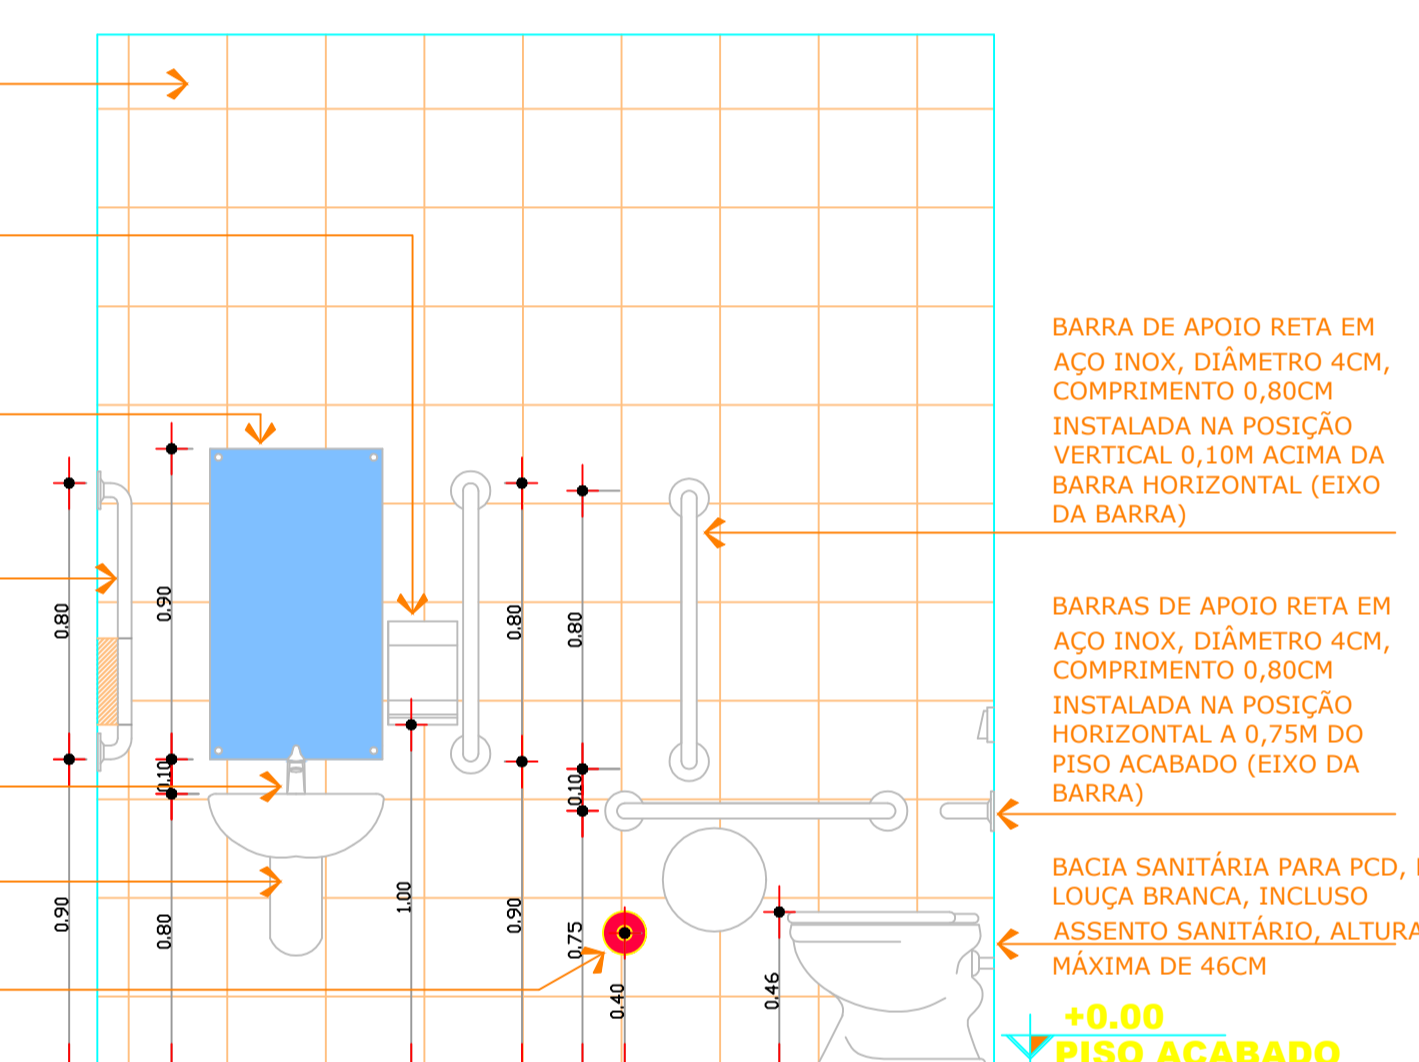 BARRA DE APOIO RETA EM
AÇO INOX, DIÂMETRO 4CM,
COMPRIMENTO 0,80CM
INSTALADA NA POSIÇÃO
VERTICAL 0,10M ACIMA DA
BARRA HORIZONTAL (EIXO
DA BARRA)
BARRAS DE APOIO RETA EM
AÇO INOX, DIÂMETRO 4CM,
COMPRIMENTO 0,80CM
INSTALADA NA POSIÇÃO
HORIZONTAL A 0,75M DO
PISO ACABADO (EIXO DA
BARRA)
BACIA SANITÁRIA PARA PCD,
LOUÇA BRANCA, INCLUSO
ASSENTO SANITÁRIO, ALTURA
MÁXIMA DE 46CM
+0.00
PISO ACABADO
0.80
0.90
0.90
0.10
0.80
1.00
0.80
0.90
0.80
0.10
0.75
0.40
0.46